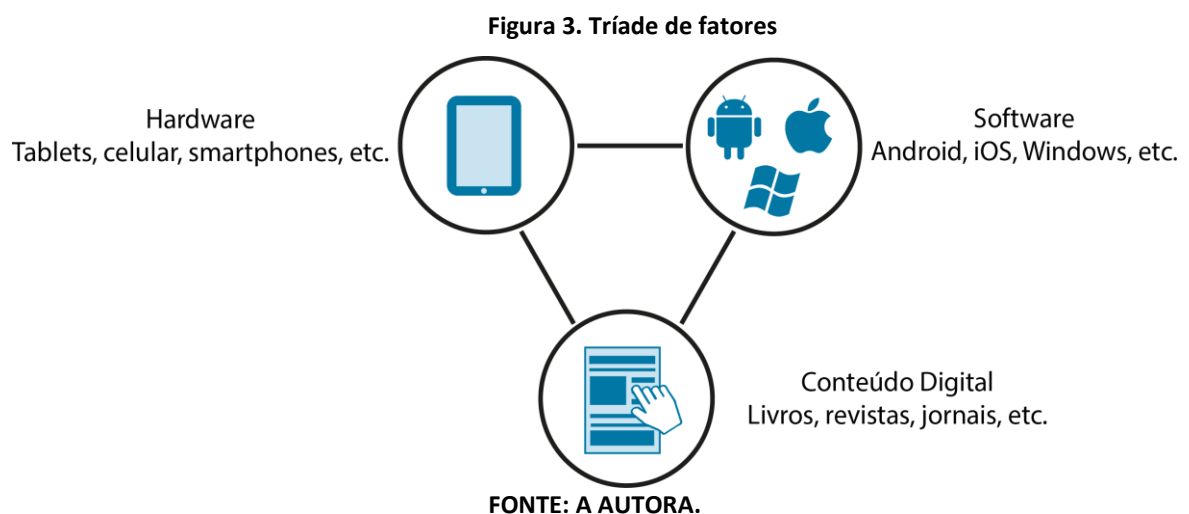 Figura 3. Tríade de fatores
Hardware
Tablets, celular, smartphones, etc.
Software
Android, iOS, Windows, etc.
Conteúdo Digital
Livros, revistas, jornais, etc.
FONTE: A AUTORA.